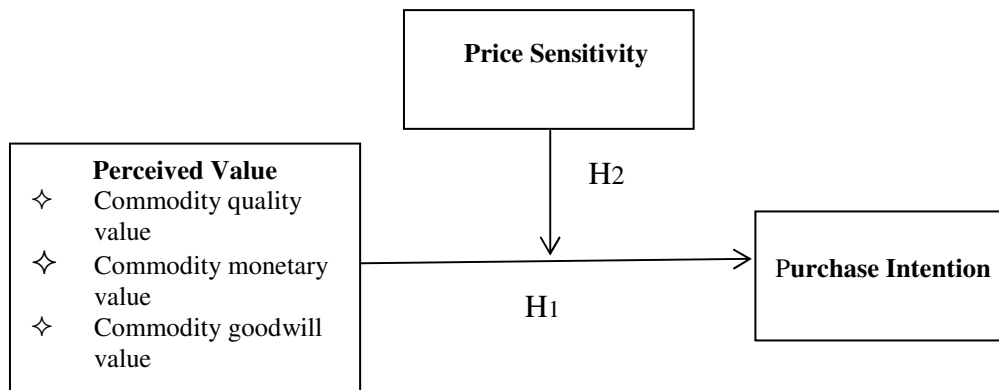 Price Sensitivity
H2
Perceived Value
✧ Commodity quality
value
✧ Commodity monetary
value
✧ Commodity goodwill
value
H1
Purchase Intention